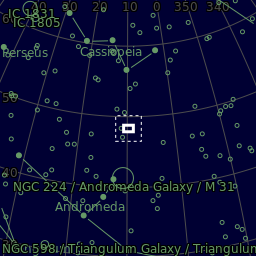 IC 1831
IC 1805
30
20
10
0
350
340
60
Cassiopeia
Perseus
50
40
NGC 224 / Andromeda Galaxy / M 31
Andromeda
NGC 598 / Triangulum Galaxy / Triangulum